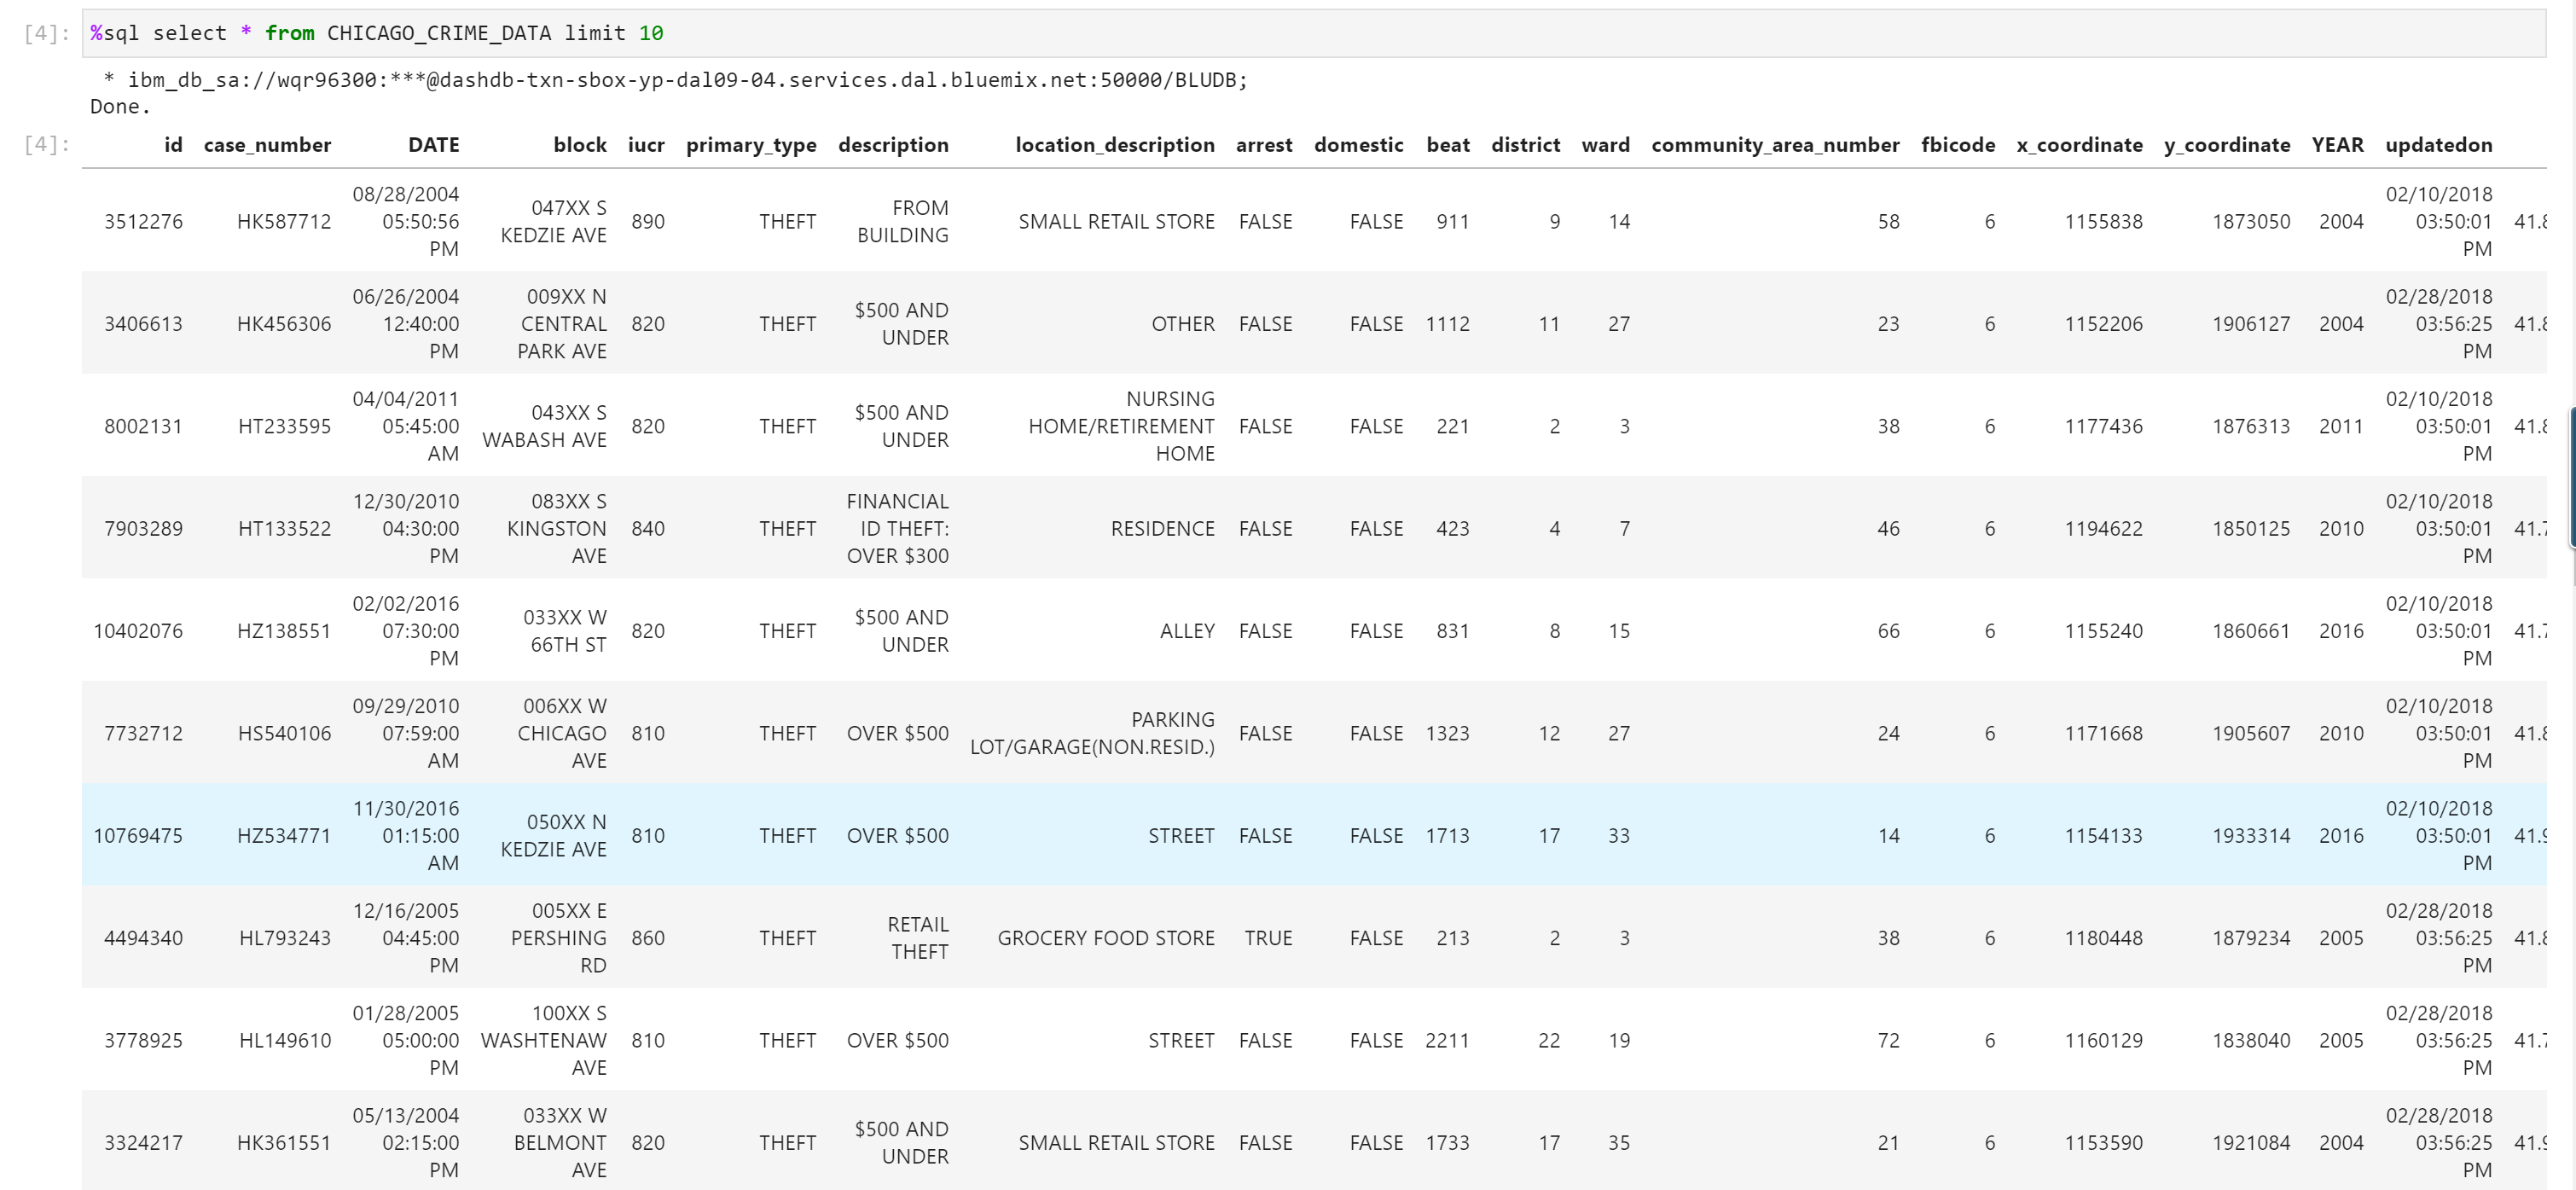 [4]: %sql select * from CHICAGO_CRIME_DATA limit 10
* ibm_db_sa://wqr96300:***@dashdb-txn-sbox-yp-dal09-04.services.dal.bluemix.net:50000/BLUDB;
Done.
[4]: id case_number DATE block iucr primary_type description location_description arrest domestic beat district ward community_area_number fbicode x_coordinate y_coordinate YEAR updatedon
3512276 HK587712 08/28/2004 05:50:56 PM 047XX S KEDZIE AVE 890 THEFT FROM BUILDING SMALL RETAIL STORE FALSE FALSE 911 9 14 58 6 1155838 1873050 2004 02/10/2018 03:50:01 PM 41.8
3406613 HK456306 06/26/2004 12:40:00 PM 009XX N CENTRAL PARK AVE 820 THEFT $500 AND UNDER OTHER FALSE FALSE 1112 11 27 23 6 1152206 1906127 2004 02/28/2018 03:56:25 PM 41.8
8002131 HT233595 04/04/2011 05:45:00 AM 043XX S WABASH AVE 820 THEFT $500 AND UNDER NURSING HOME/RETIREMENT HOME FALSE FALSE 221 2 3 38 6 1177436 1876313 2011 02/10/2018 03:50:01 PM 41.8
7903289 HT133522 12/30/2010 04:30:00 PM 083XX S KINGSTON AVE 840 THEFT FINANCIAL ID THEFT: OVER $300 RESIDENCE FALSE FALSE 423 4 7 46 6 1194622 1850125 2010 02/10/2018 03:50:01 PM 41.7
10402076 HZ138551 02/02/2016 07:30:00 PM 033XX W 66TH ST 820 THEFT $500 AND UNDER ALLEY FALSE FALSE 831 8 15 66 6 1155240 1860661 2016 02/10/2018 03:50:01 PM 41.7
7732712 HS540106 09/29/2010 07:59:00 AM 006XX W CHICAGO AVE 810 THEFT OVER $500 PARKING LOT/GARAGE(NON.RESID.) FALSE FALSE 1323 12 27 24 6 1171668 1905607 2010 02/10/2018 03:50:01 PM 41.8
10769475 HZ534771 11/30/2016 01:15:00 AM 050XX N KEDZIE AVE 810 THEFT OVER $500 STREET FALSE FALSE 1713 17 33 14 6 1154133 1933314 2016 02/10/2018 03:50:01 PM 41.9
4494340 HL793243 12/16/2005 04:45:00 PM 005XX E PERSHING RD 860 THEFT RETAIL THEFT GROCERY FOOD STORE TRUE FALSE 213 2 3 38 6 1180448 1879234 2005 02/28/2018 03:56:25 PM 41.8
3778925 HL149610 01/28/2005 05:00:00 PM 100XX S WASHTENAW AVE 810 THEFT OVER $500 STREET FALSE FALSE 2211 22 19 72 6 1160129 1838040 2005 02/28/2018 03:56:25 PM 41.7
3324217 HK361551 05/13/2004 02:15:00 PM 033XX W BELMONT AVE 820 THEFT $500 AND UNDER SMALL RETAIL STORE FALSE FALSE 1733 17 35 21 6 1153590 1921084 2004 02/28/2018 03:56:25 PM 41.9